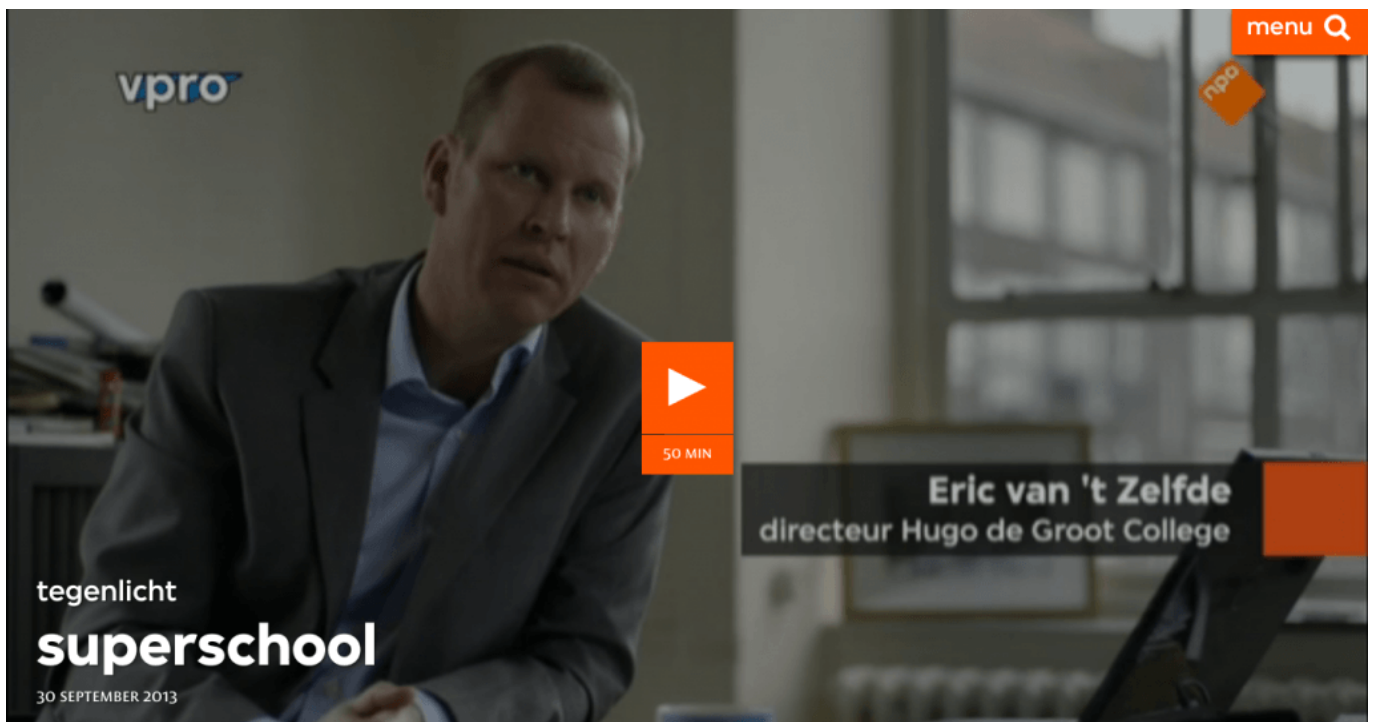 menu
vpro
npo
50 MIN
Eric van 't Zelfde
directeur Hugo de Groot College
tegenlicht
superschool
30 SEPTEMBER 2013